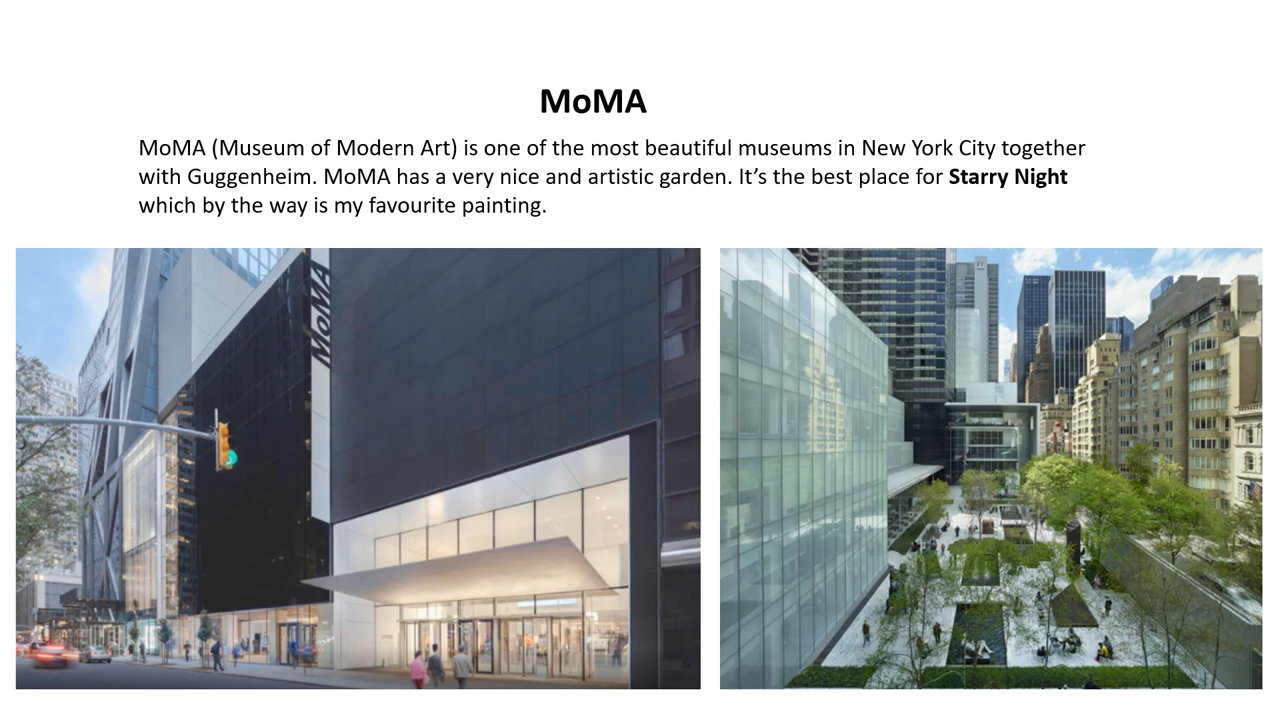 MoMA
MoMA (Museum of Modern Art) is one of the most beautiful museums in New York City together
with Guggenheim. MoMA has a very nice and artistic garden. It’s the best place for Starry Night
which by the way is my favourite painting.
MoMA